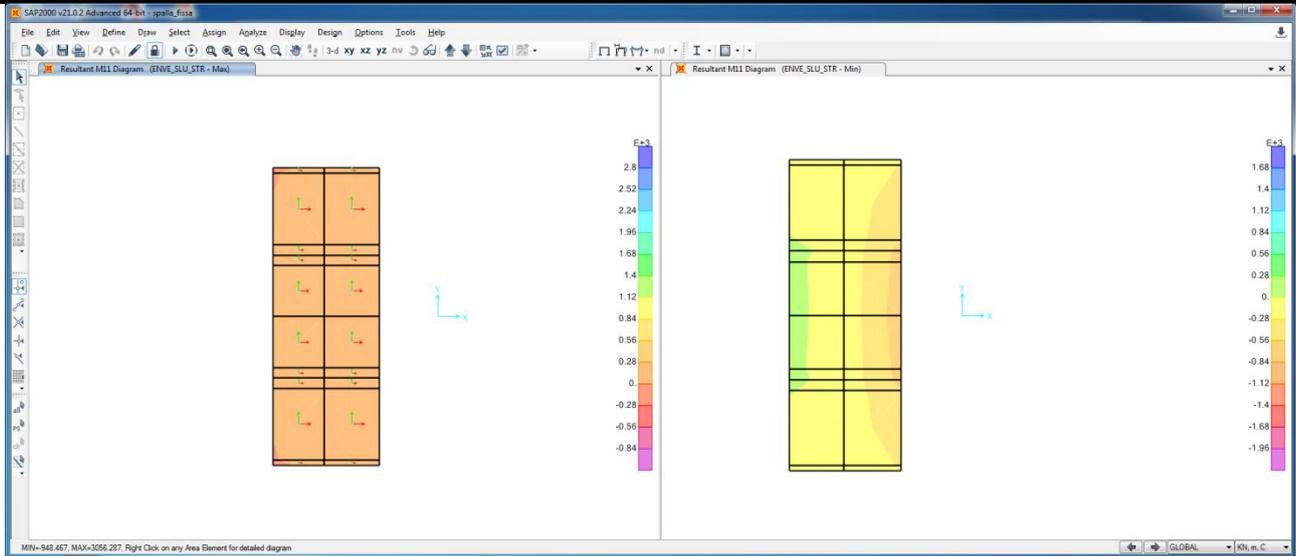 SAP2000 v21.0.2 Advanced 64-bit - spalla_fissa
File Edit View Define Draw Select Assign Analyze Display Design Options Tools Help
3-d xy xz yz nv
nd
Resultant M11 Diagram (ENVE_SLU_STR - Max)
Resultant M11 Diagram (ENVE_SLU_STR - Min)
E+3
2.8
2.52
2.24
1.96
1.68
1.4
1.12
0.84
0.56
0.28
0.
-0.28
-0.56
-0.84
Y
X
E+3
1.68
1.4
1.12
0.84
0.56
0.28
0.
-0.28
-0.56
-0.84
-1.12
-1.4
-1.68
-1.96
Y
X
all
PS
clr
MIN=-948.467, MAX=3056.287, Right Click on any Area Element for detailed diagram
GLOBAL
KN, m, C